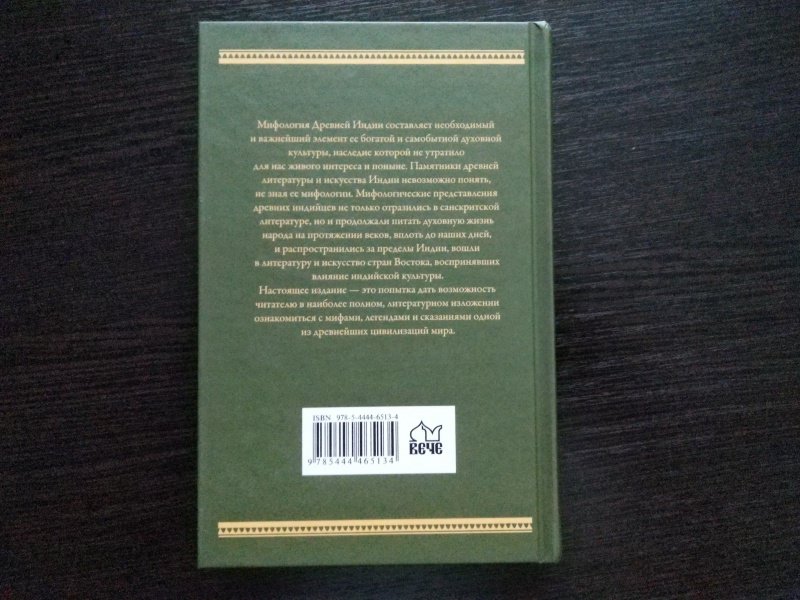 Мифология Древней Индии составляет необходимый
и важнейший элемент ее богатой и самобытной духовной
культуры, наследие которой не утратило
для нас живого интереса и поныне. Памятники древней
литературы и искусства Индии невозможно понять,
не зная ее мифологии. Мифологические представления
древних индийцев не только отразились в санскритской
литературе, но и продолжали питать духовную жизнь
народа на протяжении веков, вплоть до наших дней,
и распространились за пределы Индии, вошли
в литературу и искусство стран Востока, воспринявших
влияние индийской культуры.
Настоящее издание — это попытка дать возможность
читателю в наиболее полном, литературном изложении
ознакомиться с мифами, легендами и сказаниями одной
из древнейших цивилизаций мира.
ISBN 978-5-4444-6513-4
9 785444 465134
ВЕЧЕ